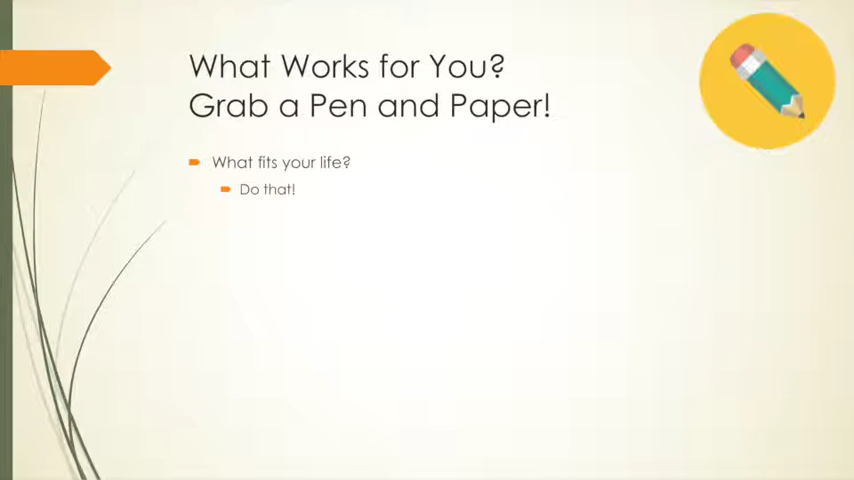 What Works for You?
Grab a Pen and Paper!
What fits your life?
Do that!